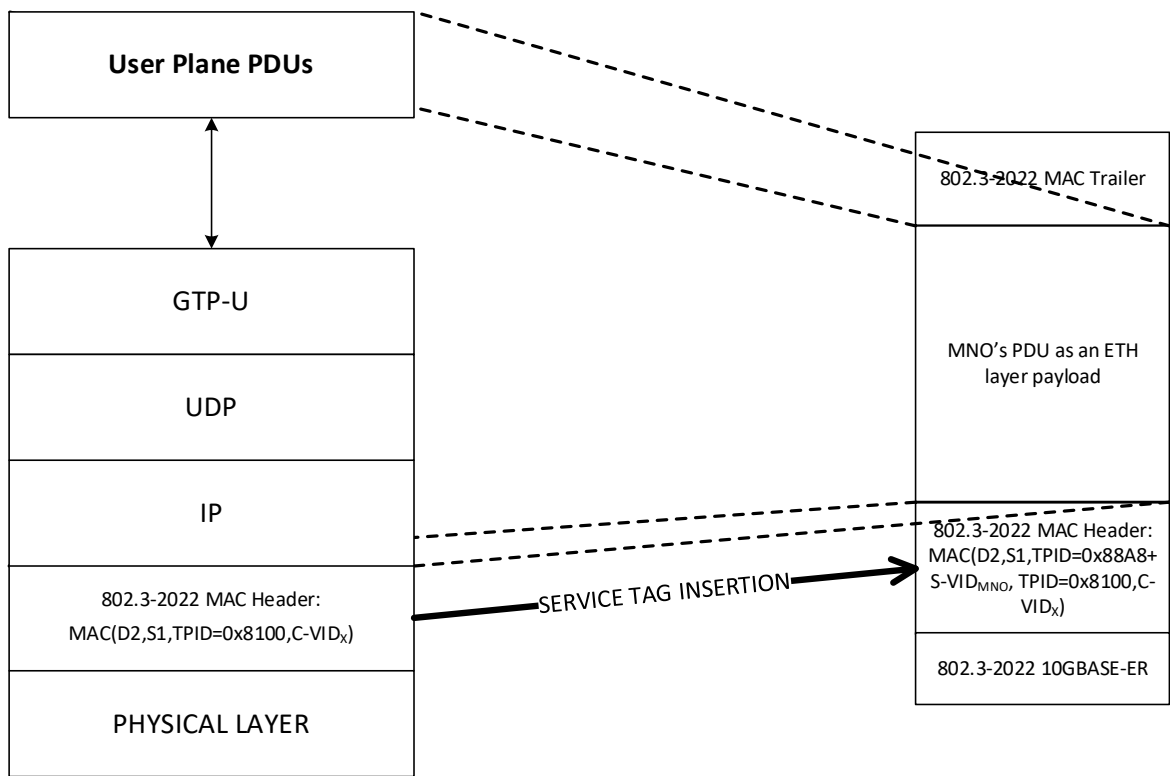 User Plane PDUs
GTP-U
UDP
IP
802.3-2022 MAC Header:
MAC(D2,S1,TPID=0x8100,C-VIDX)
PHYSICAL LAYER
SERVICE TAG INSERTION
802.3-2022 MAC Trailer
MNO’s PDU as an ETH
layer payload
802.3-2022 MAC Header:
MAC(D2,S1,TPID=0x88A8+
S-VIDMNO, TPID=0x8100,C-
VIDX)
802.3-2022 10GBASE-ER